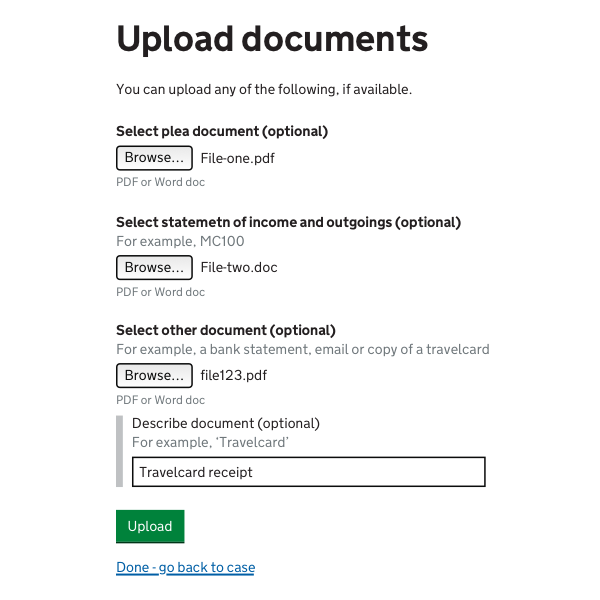 Upload documents
You can upload any of the following, if available.
Select plea document (optional)
Browse... File-one.pdf
PDF or Word doc
Select statemetn of income and outgoings (optional)
For example, MC100
Browse... File-two.doc
PDF or Word doc
Select other document (optional)
For example, a bank statement, email or copy of a travelcard
Browse... file123.pdf
PDF or Word doc
Describe document (optional)
For example, ‘Travelcard’
Travelcard receipt
Upload
Done - go back to case